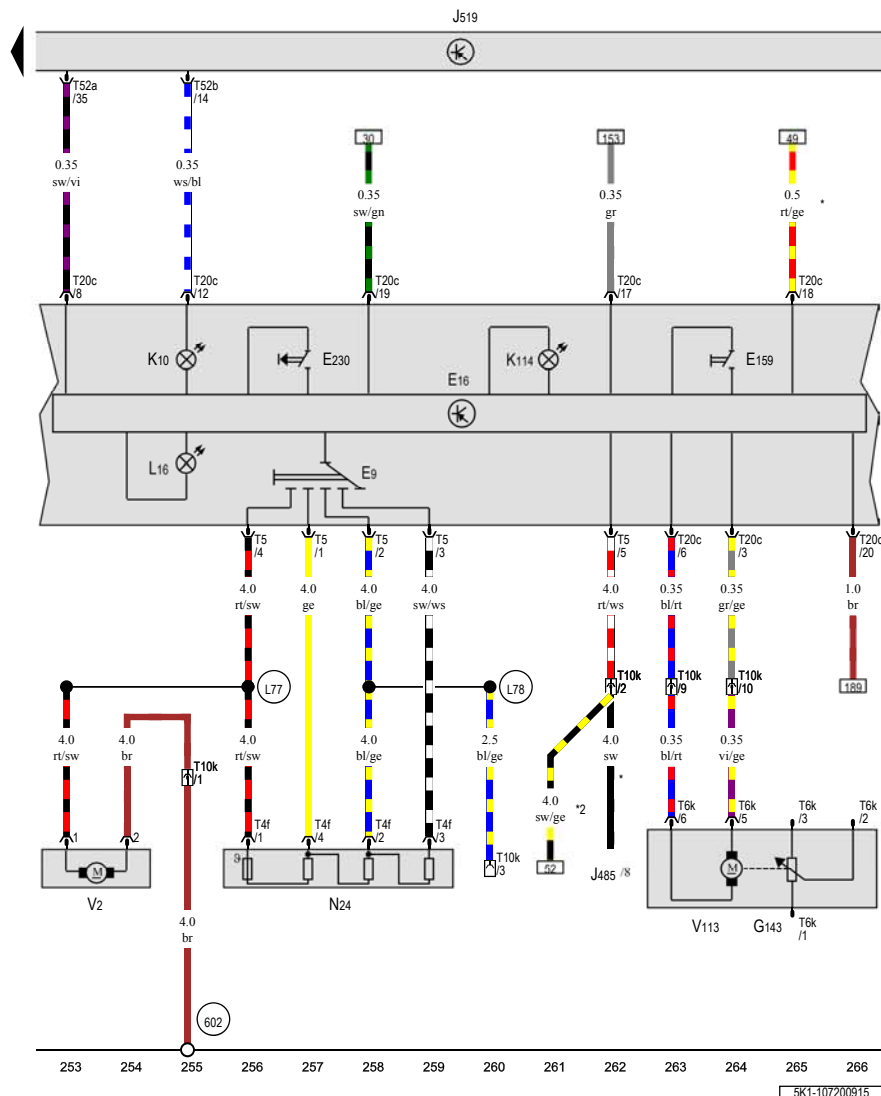 J519
T52a
/35
T52b
/14
30
153
49
0.35
sw/vi
0.35
ws/bl
0.35
sw/gn
0.35
gr
0.5
rt/ge
*
T20c
/8
T20c
/12
T20c
/19
T20c
/17
T20c
/18
K10
E230
K114
E159
E16
L16
E9
T5
/4
T5
/1
T5
/2
T5
/3
T5
/5
T20c
/6
T20c
/3
T20c
/20
4.0
rt/sw
4.0
ge
4.0
bl/ge
4.0
sw/ws
4.0
rt/ws
0.35
bl/rt
0.35
gr/ge
1.0
br
L77
L78
T10k
/2
T10k
/9
T10k
/10
189
4.0
rt/sw
4.0
br
T10k
/1
4.0
rt/sw
4.0
bl/ge
2.5
bl/ge
4.0
sw
*
0.35
bl/rt
0.35
vi/ge
4.0
sw/ge
*2
1
2
T4f
/1
T4f
/4
T4f
/2
T4f
/3
T10k
/3
52
J485 /8
T6k
/6
T6k
/5
T6k
/3
T6k
/2
M
V2
ϑ
N24
M
V113
G143
T6k
/1
4.0
br
602
253 254 255 256 257 258 259 260 261 262 263 264 265 266
5K1-107200915